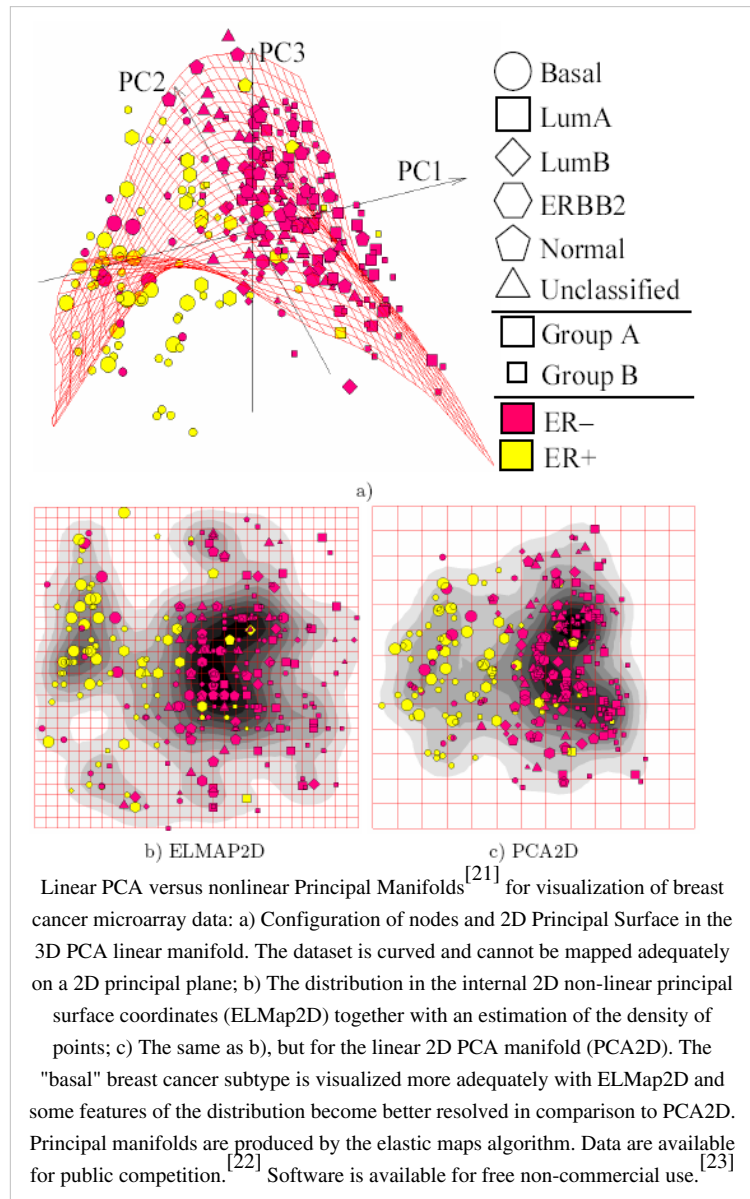 PC3
PC2
PC1
Basal
LumA
LumB
ERBB2
Normal
Unclassified
Group A
Group B
ER–
ER+
a)
b) ELMAP2D
c) PCA2D
Linear PCA versus nonlinear Principal Manifolds[21] for visualization of breast
cancer microarray data: a) Configuration of nodes and 2D Principal Surface in the
3D PCA linear manifold. The dataset is curved and cannot be mapped adequately
on a 2D principal plane; b) The distribution in the internal 2D non-linear principal
surface coordinates (ELMap2D) together with an estimation of the density of
points; c) The same as b), but for the linear 2D PCA manifold (PCA2D). The
"basal" breast cancer subtype is visualized more adequately with ELMap2D and
some features of the distribution become better resolved in comparison to PCA2D.
Principal manifolds are produced by the elastic maps algorithm. Data are available
for public competition.[22] Software is available for free non-commercial use.[23]